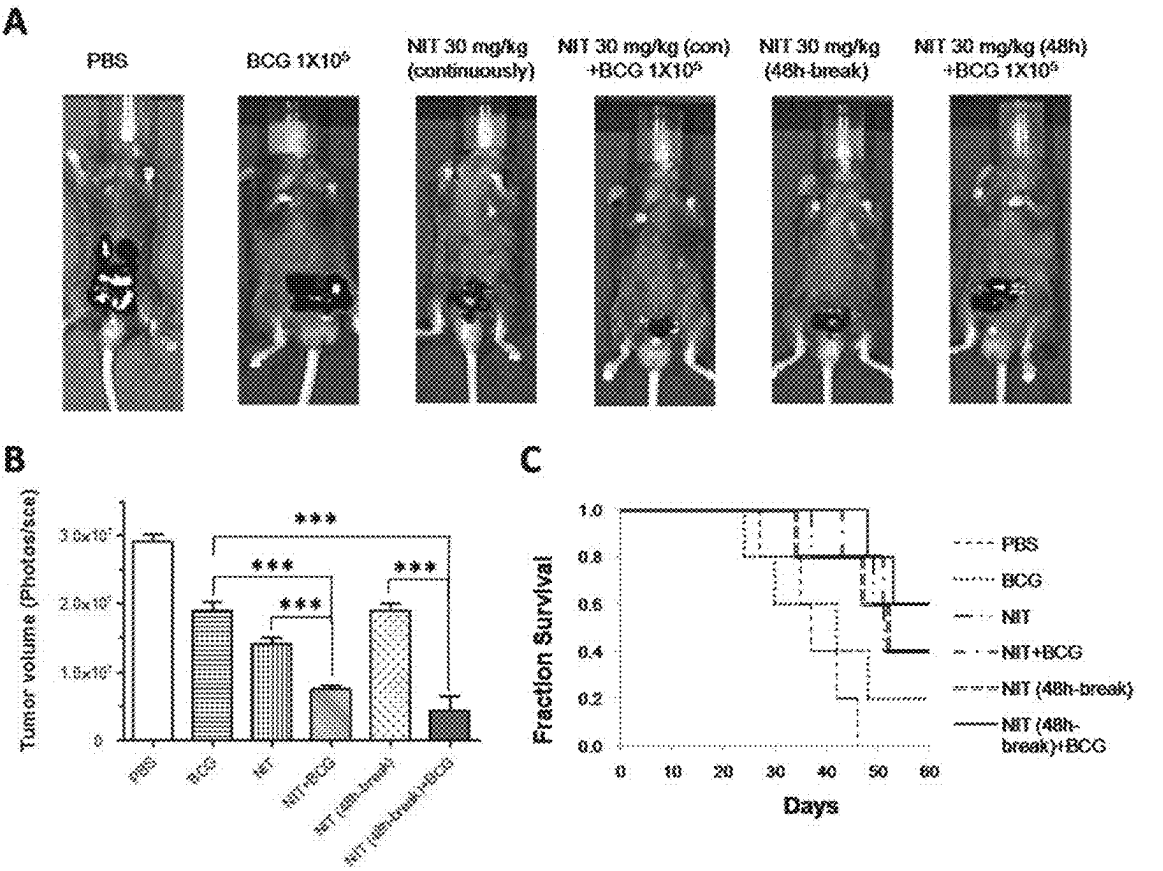 A
PBS
BCG 1X10⁵
NIT 30 mg/kg
(continuously)
NIT 30 mg/kg (con)
+BCG 1X10⁵
NIT 30 mg/kg
(48h-break)
NIT 30 mg/kg (48h)
+BCG 1X10⁵
B
Tumor volume (Photos/sce)
3.0x10⁷
2.0x10⁷
1.0x10⁷
0
***
***
***
***
PBS
BCG
NIT
NIT+BCG
NIT (48h-break)
NIT (48h-break)+BCG
C
Fraction Survival
1.0
0.8
0.6
0.4
0.2
0.0
0
10
20
30
40
50
60
Days
PBS
BCG
NIT
NIT+BCG
NIT (48h-break)
NIT (48h-
break)+BCG